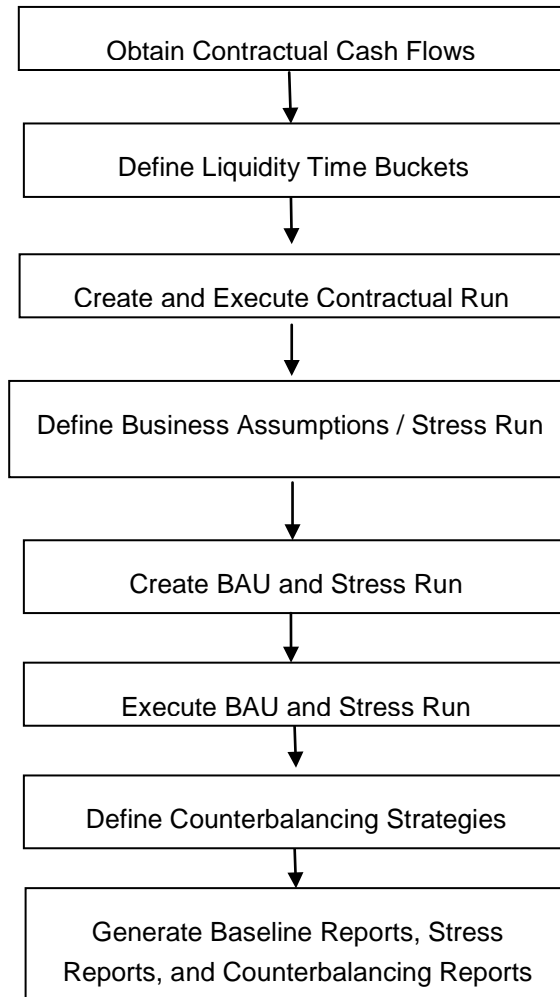 Obtain Contractual Cash Flows
Define Liquidity Time Buckets
Create and Execute Contractual Run
Define Business Assumptions / Stress Run
Create BAU and Stress Run
Execute BAU and Stress Run
Define Counterbalancing Strategies
Generate Baseline Reports, Stress
Reports, and Counterbalancing Reports